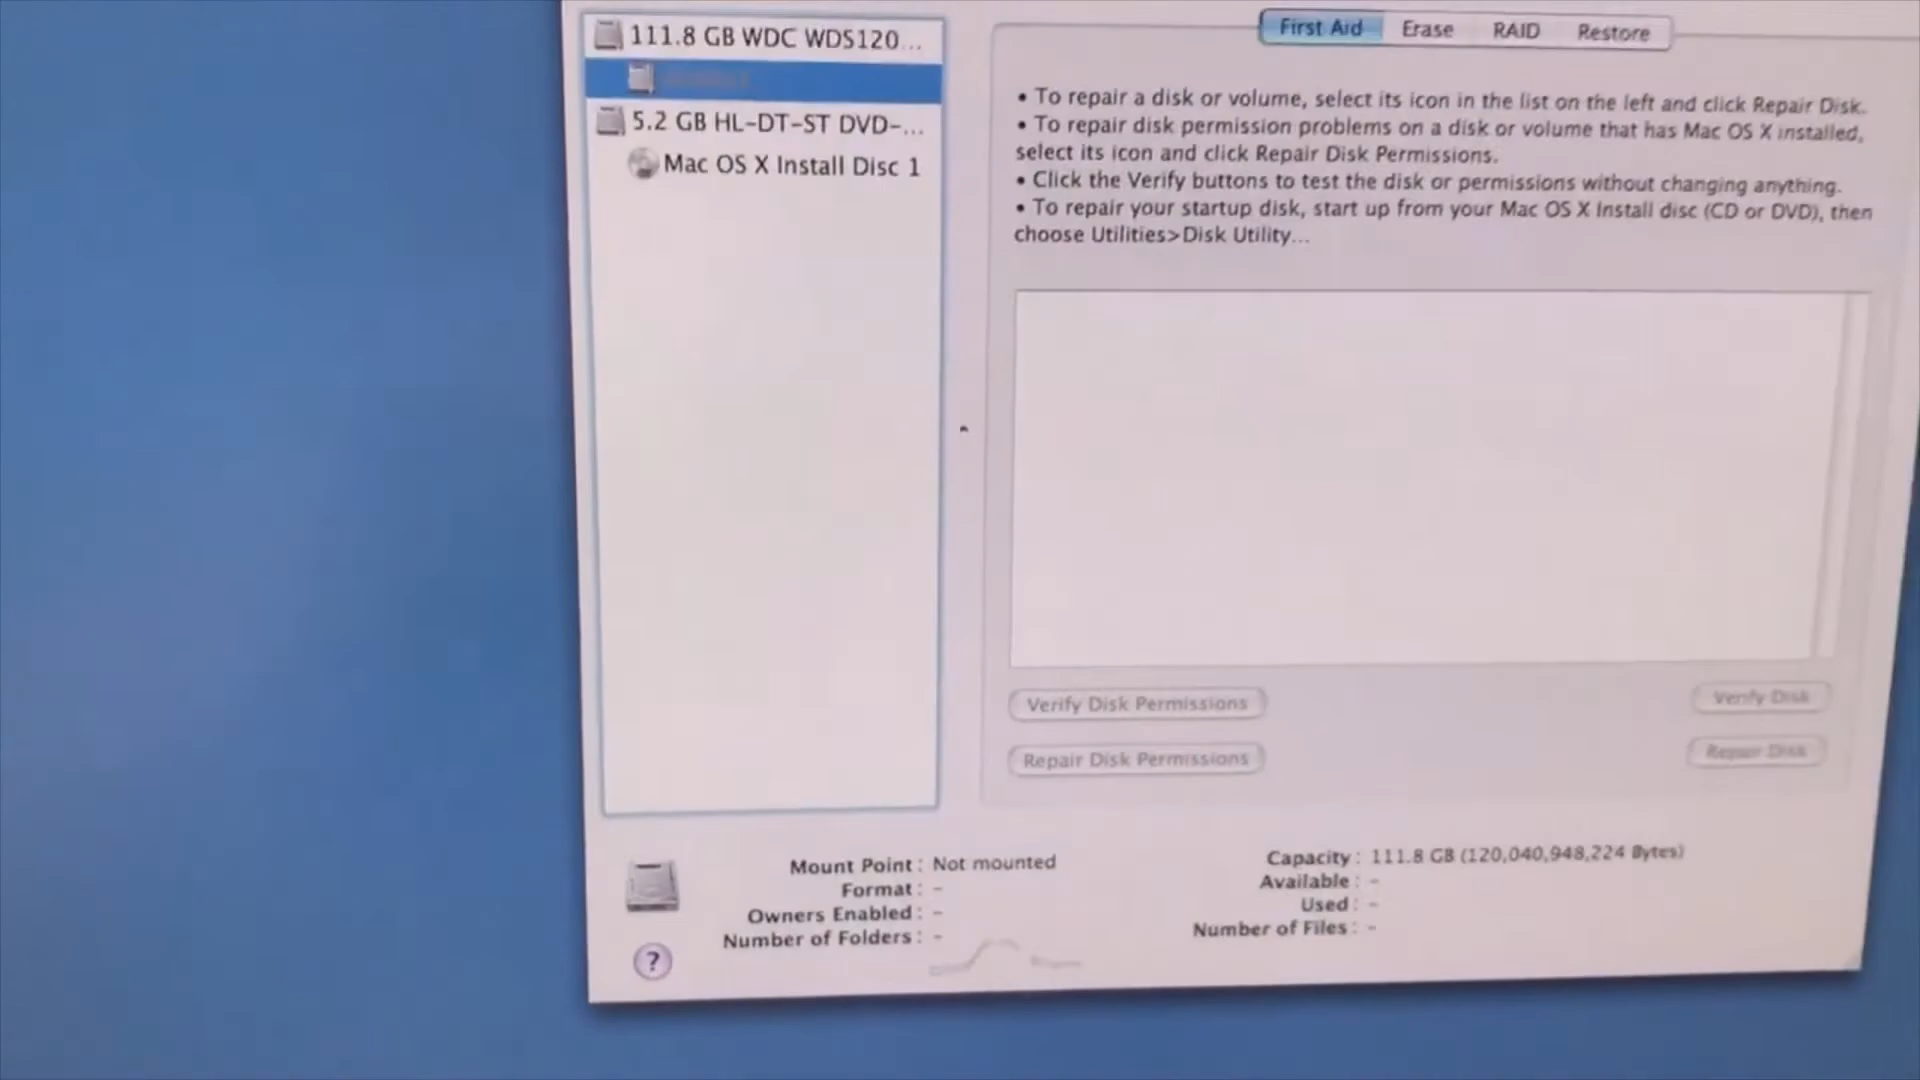 111.8 GB WDC WDS120...
5.2 GB HL-DT-ST DVD-...
Mac OS X Install Disc 1
First Aid
Erase
RAID
Restore
• To repair a disk or volume, select its icon in the list on the left and click Repair Disk.
• To repair disk permission problems on a disk or volume that has Mac OS X installed,
select its icon and click Repair Disk Permissions.
• Click the Verify buttons to test the disk or permissions without changing anything.
• To repair your startup disk, start up from your Mac OS X Install disc (CD or DVD), then
choose Utilities>Disk Utility...
Verify Disk Permissions
Verify Disk
Repair Disk Permissions
Repair Disk
Mount Point : Not mounted
Format : -
Owners Enabled : -
Number of Folders : -
Capacity : 111.8 GB (120,040,948,224 Bytes)
Available : -
Used : -
Number of Files : -
?